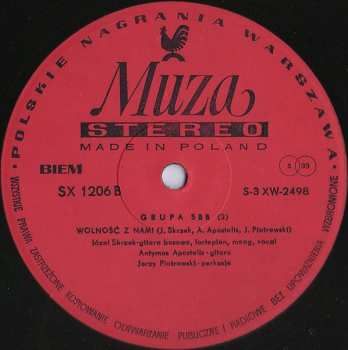 • POLSKIE NAGRANIA WARSZAWA •
Muza
STEREO
MADE IN POLAND
BIEM
SX 1206 B
S-3 XW-2498
GRUPA SBB (2)
WOLNOŚĆ Z NAMI (J. Skrzek, A. Apostolis, J. Piotrowski)
Józef Skrzek-gitara basowa, fortepian, moog, vocal
Antymos Apostolis - gitara
Jerzy Piotrowski - perkusja
WSZYSTKIE PRAWA ZASTRZEŻONE KOPIOWANIE ODTWARZANIE PUBLICZNE I RADIOWE BEZ UPOWAŻNIENIA WZBRONIONE